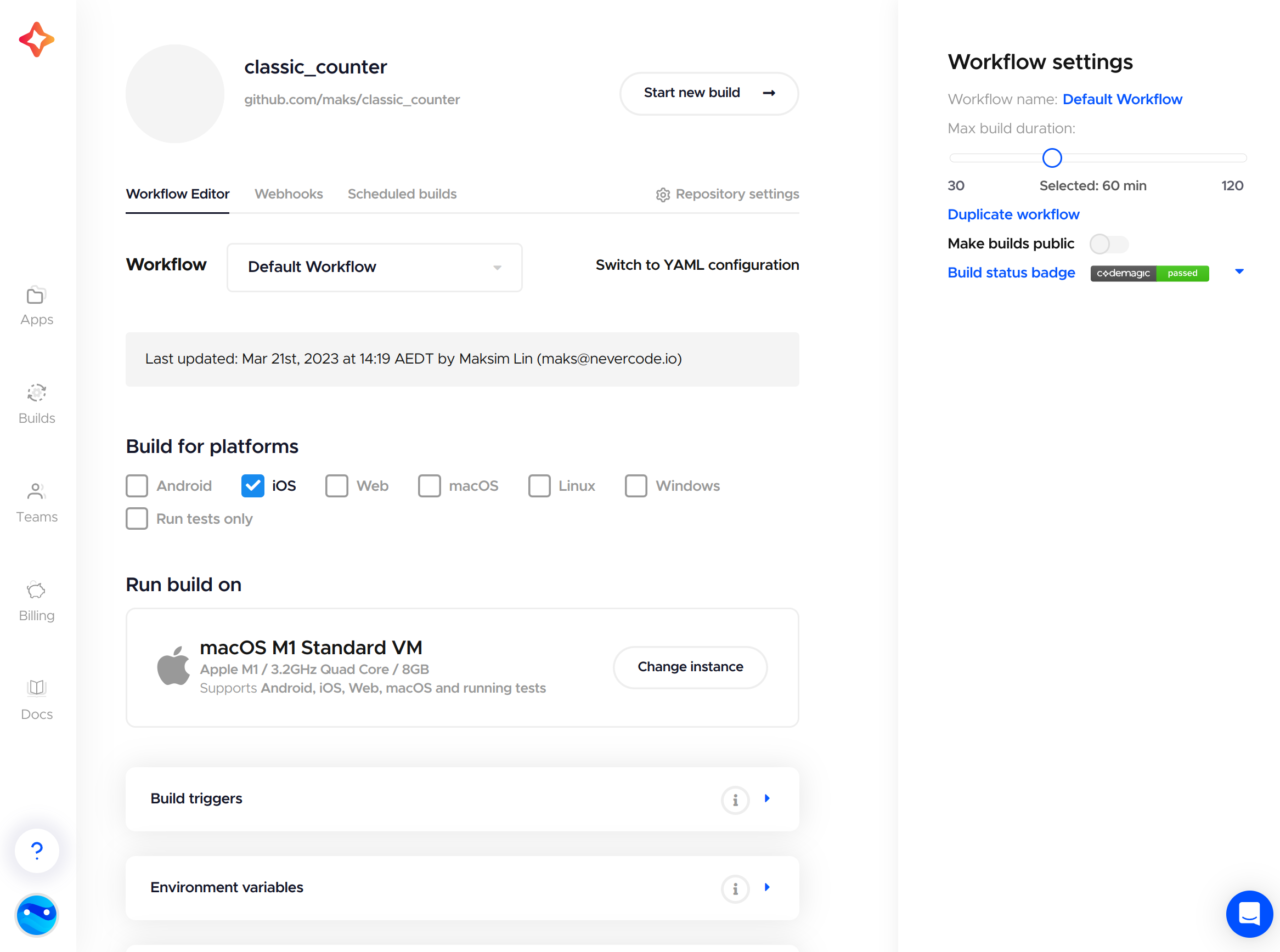 classic_counter
github.com/maks/classic_counter
Start new build
Workflow Editor
Webhooks
Scheduled builds
Repository settings
Workflow
Default Workflow
Switch to YAML configuration
Last updated: Mar 21st, 2023 at 14:19 AEDT by Maksim Lin (maks@nevercode.io)
Build for platforms
Android
iOS
Web
macOS
Linux
Windows
Run tests only
Run build on
macOS M1 Standard VM
Apple M1 / 3.2GHz Quad Core / 8GB
Supports Android, iOS, Web, macOS and running tests
Change instance
Build triggers
i
Environment variables
i
Apps
Builds
Teams
Billing
Docs
?
Workflow settings
Workflow name: Default Workflow
Max build duration:
30
Selected: 60 min
120
Duplicate workflow
Make builds public
Build status badge
codemagic
passed